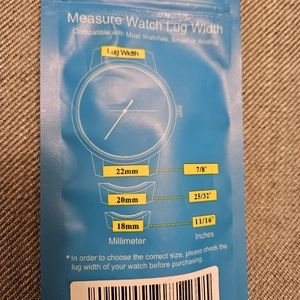 Measure Watch Lug Width
Compatible with Most Watches, Smart or Analog
Lug Width
22mm 7/8'
20mm 25/32'
18mm 11/16'
Millimeter Inches
* In order to choose the correct size, please check the
lug width of your watch before purchasing.